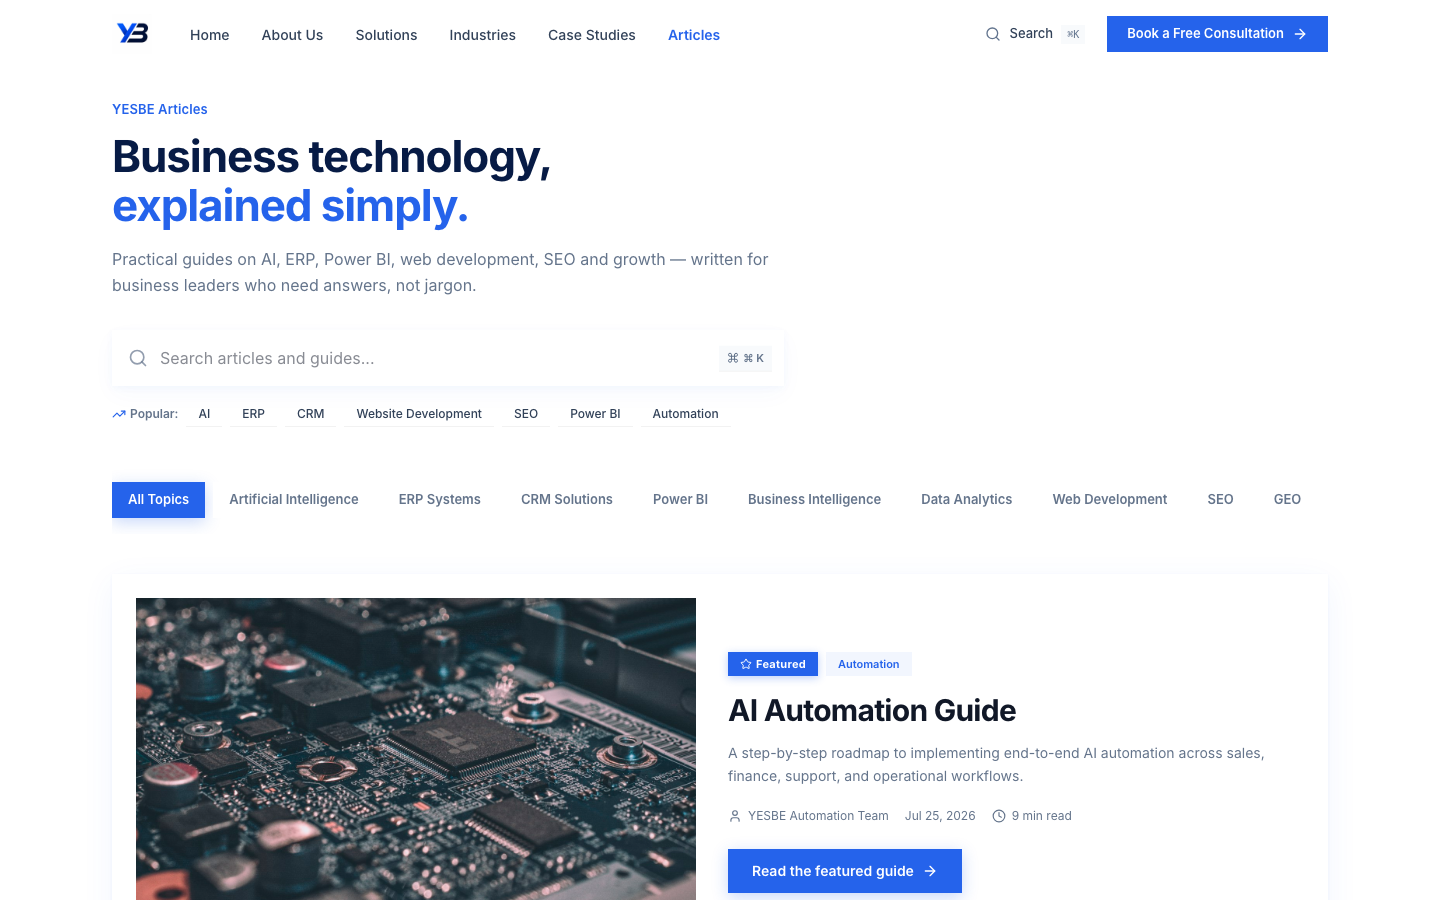 YB
Home
About Us
Solutions
Industries
Case Studies
Articles
Search
⌘K
Book a Free Consultation
YESBE Articles
Business technology,
explained simply.
Practical guides on AI, ERP, Power BI, web development, SEO and growth — written for
business leaders who need answers, not jargon.
Search articles and guides...
⌘ ⌘ K
Popular:
AI
ERP
CRM
Website Development
SEO
Power BI
Automation
All Topics
Artificial Intelligence
ERP Systems
CRM Solutions
Power BI
Business Intelligence
Data Analytics
Web Development
SEO
GEO
Featured
Automation
AI Automation Guide
A step-by-step roadmap to implementing end-to-end AI automation across sales,
finance, support, and operational workflows.
YESBE Automation Team
Jul 25, 2026
9 min read
Read the featured guide